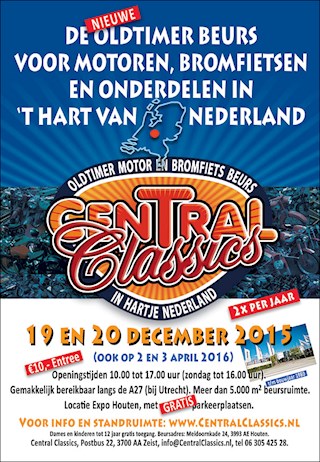 NIEUWE
DE OLDTIMER BEURS
VOOR MOTOREN, BROMFIETSEN
EN ONDERDELEN IN
'T HART VAN NEDERLAND
OLDTIMER MOTOR EN BROMFIETS BEURS
CENTRAL
Classics
IN HARTJE NEDERLAND
2X PER JAAR
19 EN 20 DECEMBER 2015
€10,- Entree
(OOK OP 2 EN 3 APRIL 2016)
Openingstijden 10.00 tot 17.00 uur (zondag tot 16.00 uur).
Gemakkelijk bereikbaar langs de A27 (bij Utrecht). Meer dan 5.000 m² beursruimte.
Locatie Expo Houten, met GRATIS parkeerplaatsen.
VOOR INFO EN STANDRUIMTE: WWW.CENTRALCLASSICS.NL
Dames en kinderen tot 12 jaar gratis toegang. Beursadres: Meidoornkade 24, 3993 AE Houten.
Central Classics, Postbus 22, 3700 AA Zeist, info@CentralClassics.nl, tel 06 305 425 28.